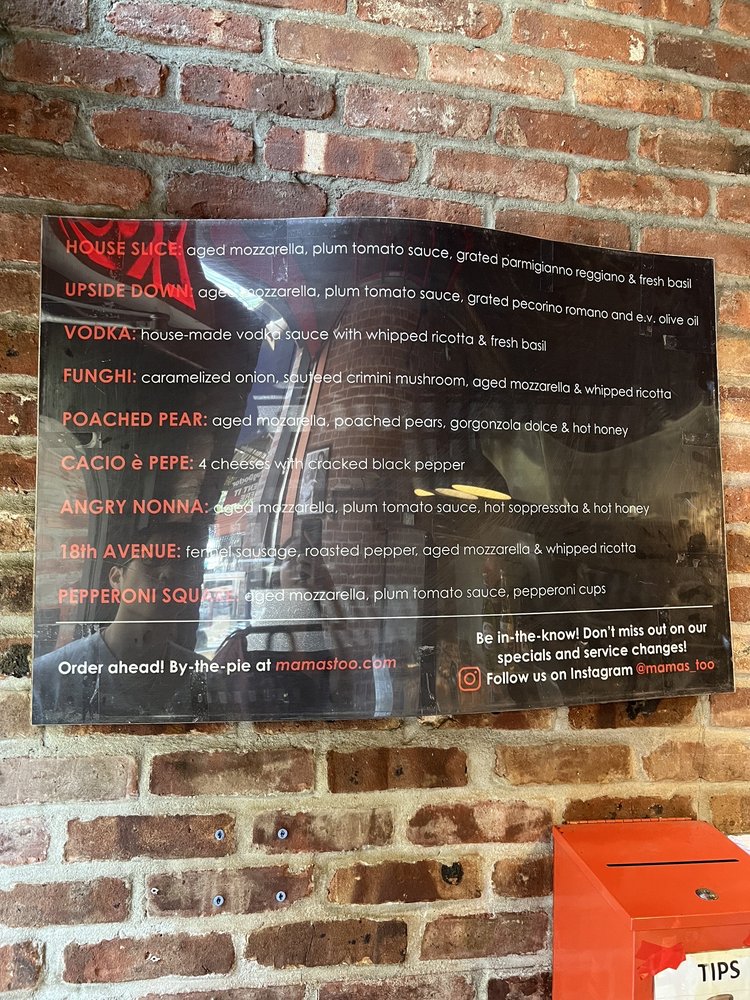 HOUSE SLICE: aged mozzarella, plum tomato sauce, grated parmigianno reggiano & fresh basil
UPSIDE DOWN: aged mozzarella, plum tomato sauce, grated pecorino romano and e.v. olive oil
VODKA: house-made vodka sauce with whipped ricotta & fresh basil
FUNGHI: caramelized onion, sauteed crimini mushroom, aged mozzarella & whipped ricotta
POACHED PEAR: aged mozarella, poached pears, gorgonzola dolce & hot honey
CACIO è PEPE: 4 cheeses with cracked black pepper
ANGRY NONNA: aged mozzarella, plum tomato sauce, hot soppressata & hot honey
18th AVENUE: fennel sausage, roasted pepper, aged mozzarella & whipped ricotta
PEPPERONI SQUARE: aged mozzarella, plum tomato sauce, pepperoni cups
Order ahead! By-the-pie at mamastoo.com
Be in-the-know! Don't miss out on our
specials and service changes!
Follow us on Instagram @mamas_too
TIPS